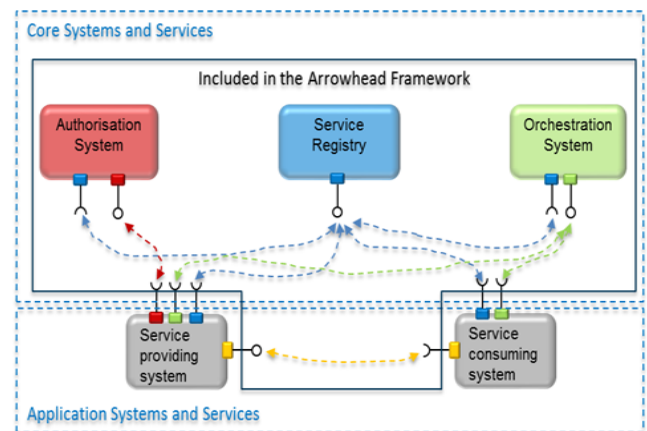 Core Systems and Services
Included in the Arrowhead Framework
Authorisation
System
Service
Registry
Orchestration
System
Service
providing
system
Service
consuming
system
Application Systems and Services